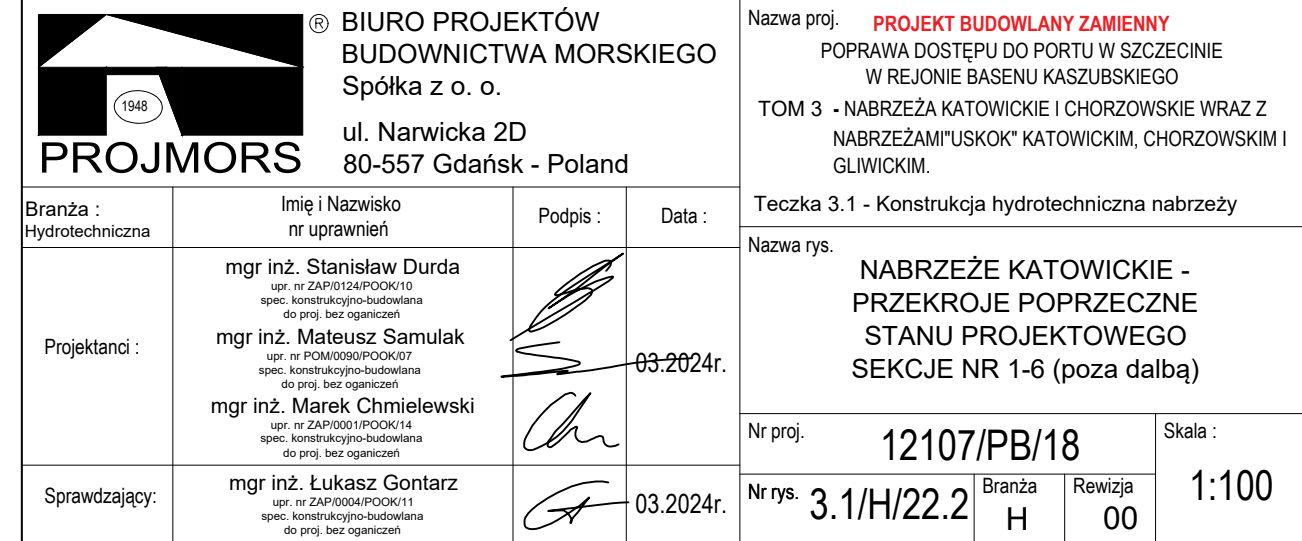 ® BIURO PROJEKTÓW
BUDOWNICTWA MORSKIEGO
Spółka z o. o.
ul. Narwicka 2D
80-557 Gdańsk - Poland
1948
PROJMORS
Nazwa proj. PROJEKT BUDOWLANY ZAMIENNY
POPRAWA DOSTĘPU DO PORTU W SZCZECINIE
W REJONIE BASENU KASZUBSKIEGO
TOM 3 - NABRZEŻA KATOWICKIE I CHORZOWSKIE WRAZ Z
NABRZEŻAMI"USKOK" KATOWICKIM, CHORZOWSKIM I
GLIWICKIM.
Teczka 3.1 - Konstrukcja hydrotechniczna nabrzeży
Branża :
Hydrotechniczna
Imię i Nazwisko
nr uprawnień
Podpis :
Data :
Projektanci :
mgr inż. Stanisław Durda
upr. nr ZAP/0124/POOK/10
spec. konstrukcyjno-budowlana
do proj. bez oganiczeń
mgr inż. Mateusz Samulak
upr. nr POM/0090/POOK/07
spec. konstrukcyjno-budowlana
do proj. bez oganiczeń
mgr inż. Marek Chmielewski
upr. nr ZAP/0001/POOK/14
spec. konstrukcyjno-budowlana
do proj. bez oganiczeń
03.2024r.
Sprawdzający:
mgr inż. Łukasz Gontarz
upr. nr ZAP/0004/POOK/11
spec. konstrukcyjno-budowlana
do proj. bez oganiczeń
03.2024r.
Nazwa rys.
NABRZEŻE KATOWICKIE -
PRZEKROJE POPRZECZNE
STANU PROJEKTOWEGO
SEKCJE NR 1-6 (poza dalbą)
Nr proj.
12107/PB/18
Skala :
1:100
Nr rys. 3.1/H/22.2
Branża
H
Rewizja
00